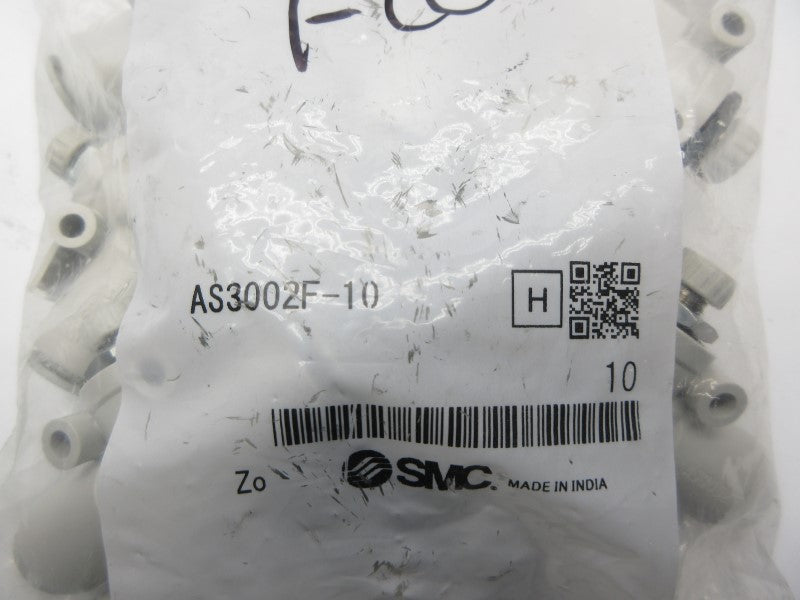 AS3002F-10
H
10
Zo SMC. MADE IN INDIA